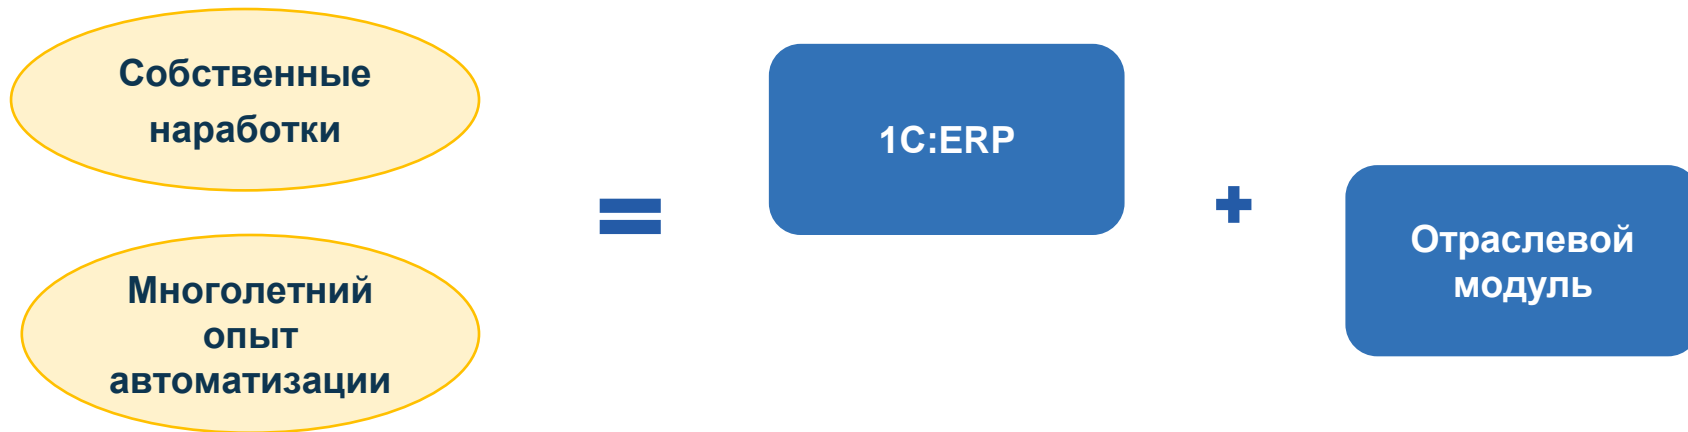 Собственные
наработки
Многолетний
опыт
автоматизации
=
1С:ERP
+
Отраслевой
модуль